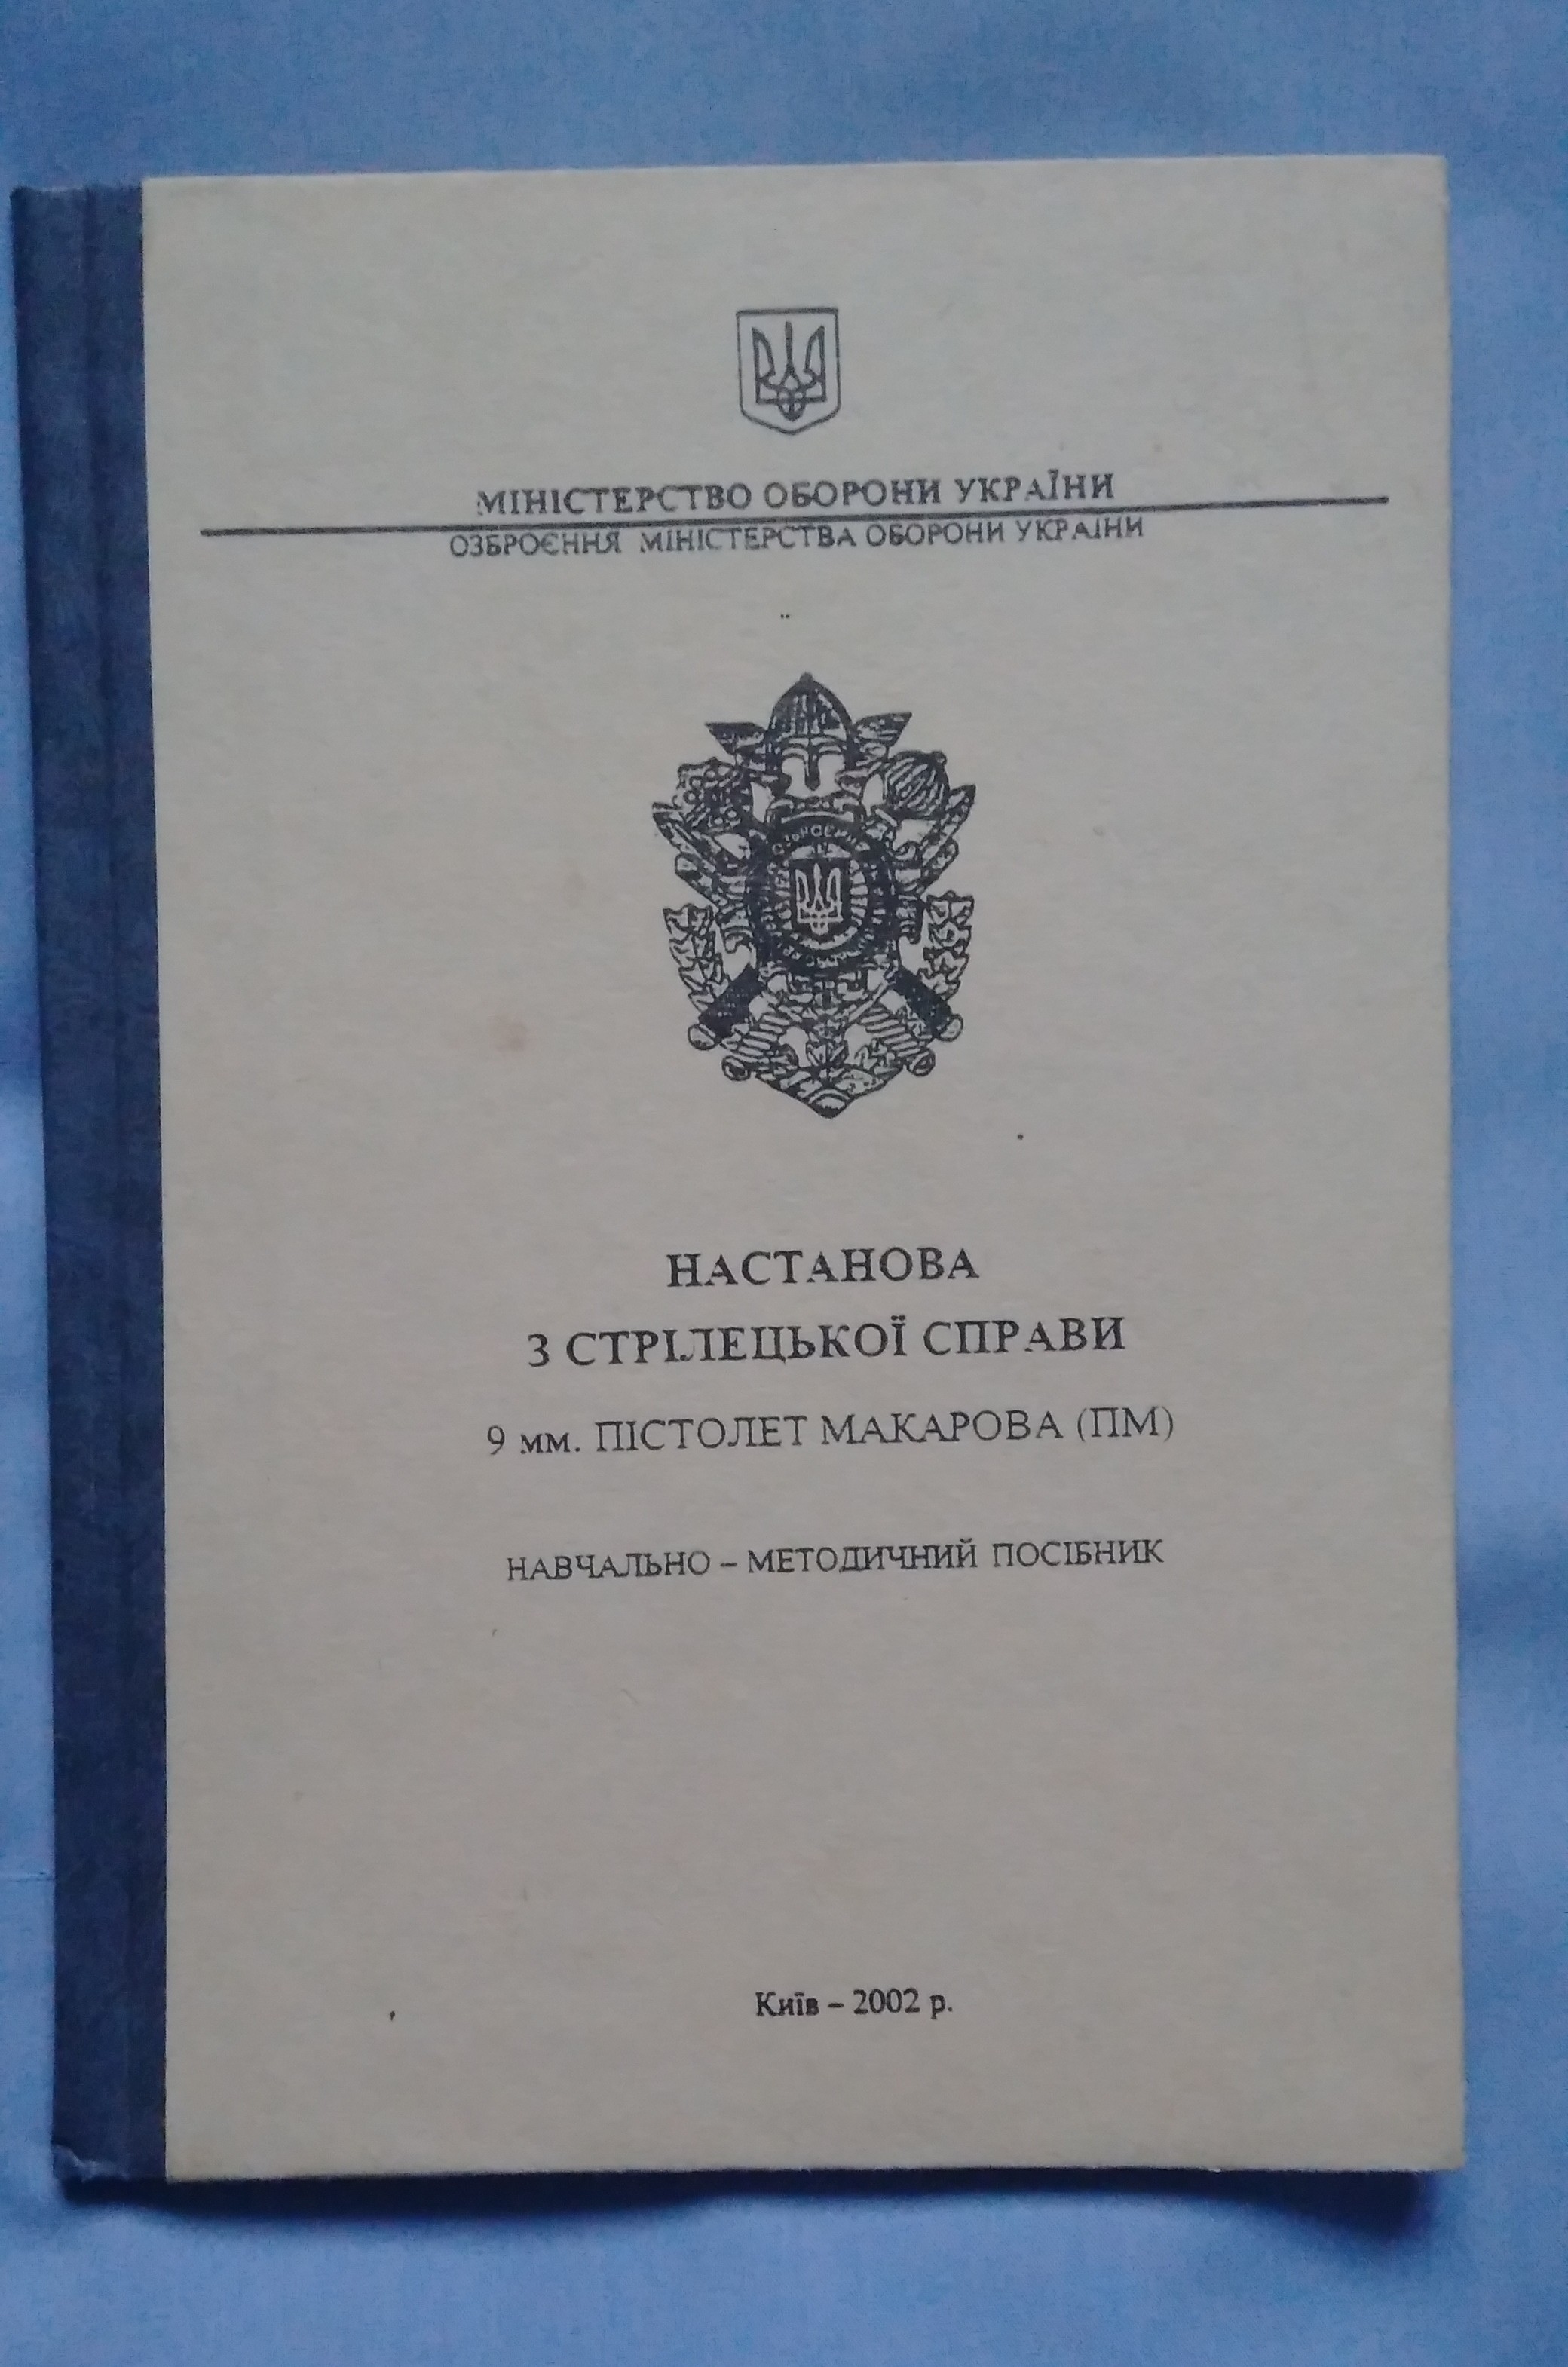 МІНІСТЕРСТВО ОБОРОНИ УКРАЇНИ
ОЗБРОЄННЯ МІНІСТЕРСТВА ОБОРОНИ УКРАІНИ
НАСТАНОВА
З СТРІЛЕЦЬКОЇ СПРАВИ
9 мм. ПІСТОЛЕТ МАКАРОВА (ПМ)
НАВЧАЛЬНО – МЕТОДИЧНИЙ ПОСІБНИК
Київ – 2002 р.